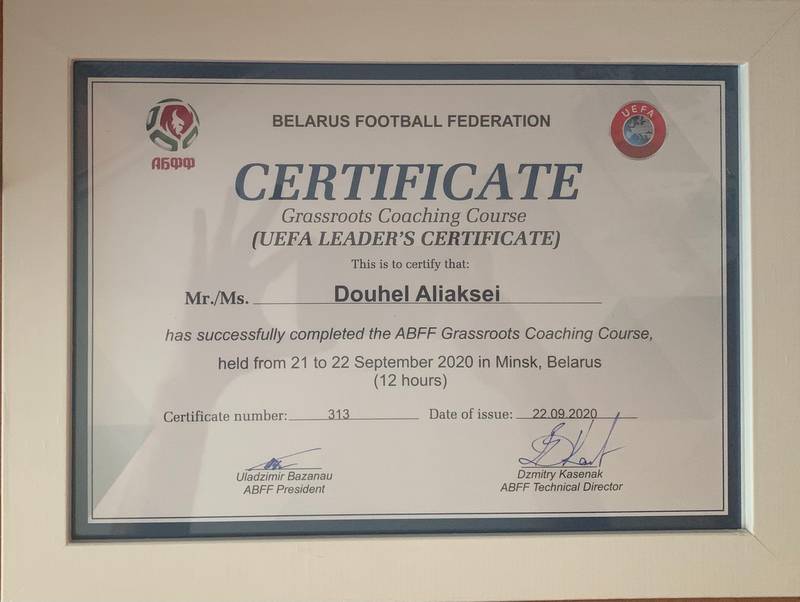 BELARUS FOOTBALL FEDERATION
АБФФ
UEFA
CERTIFICATE
Grassroots Coaching Course
(UEFA LEADER'S CERTIFICATE)
This is to certify that:
Mr./Ms. Douhel Aliaksei
has successfully completed the ABFF Grassroots Coaching Course,
held from 21 to 22 September 2020 in Minsk, Belarus
(12 hours)
Certificate number: 313 Date of issue: 22.09.2020
Uladzimir Bazanau
ABFF President
Dzmitry Kasenak
ABFF Technical Director